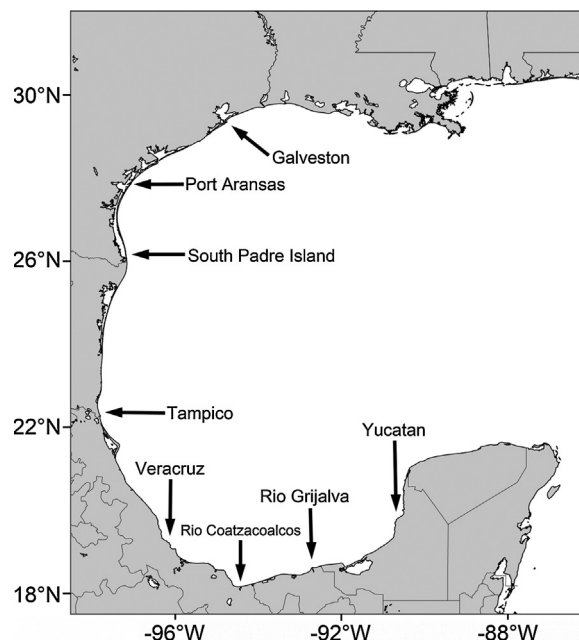 30°N
Galveston
Port Aransas
26°N
South Padre Island
22°N
Tampico
Yucatan
Veracruz
Rio Grijalva
Rio Coatzacoalcos
18°N
-96°W
-92°W
-88°W